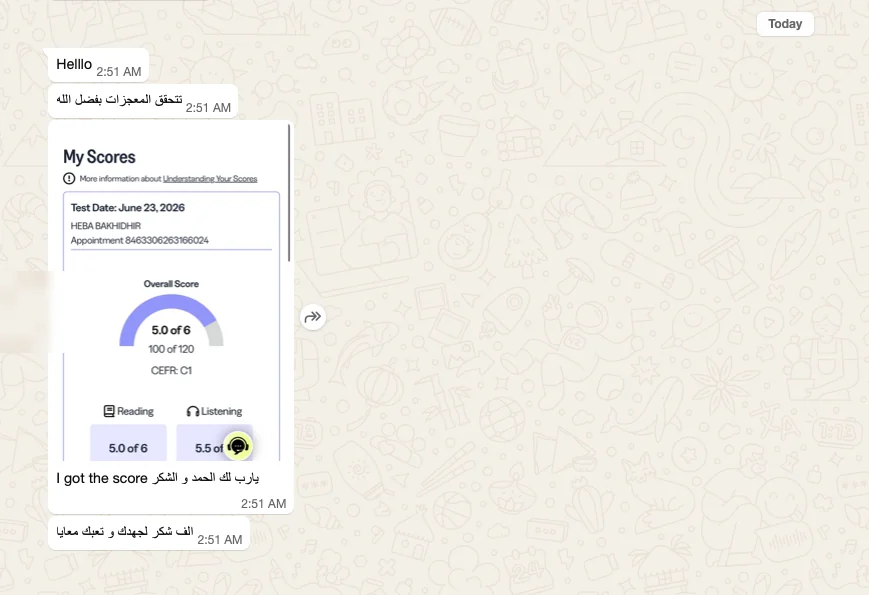 Today
Helllo 2:51 AM
تتحقق المعجزات بفضل الله 2:51 AM
My Scores
More information about Understanding Your Scores
Test Date: June 23, 2026
HEBA BAKHIDHIR
Appointment 8463306263166024
Overall Score
5.0 of 6
100 of 120
CEFR: C1
Reading Listening
5.0 of 6 5.5 of
يارب لك الحمد و الشكر I got the score
2:51 AM
الف شكر لجهدك و تعبك معايا 2:51 AM